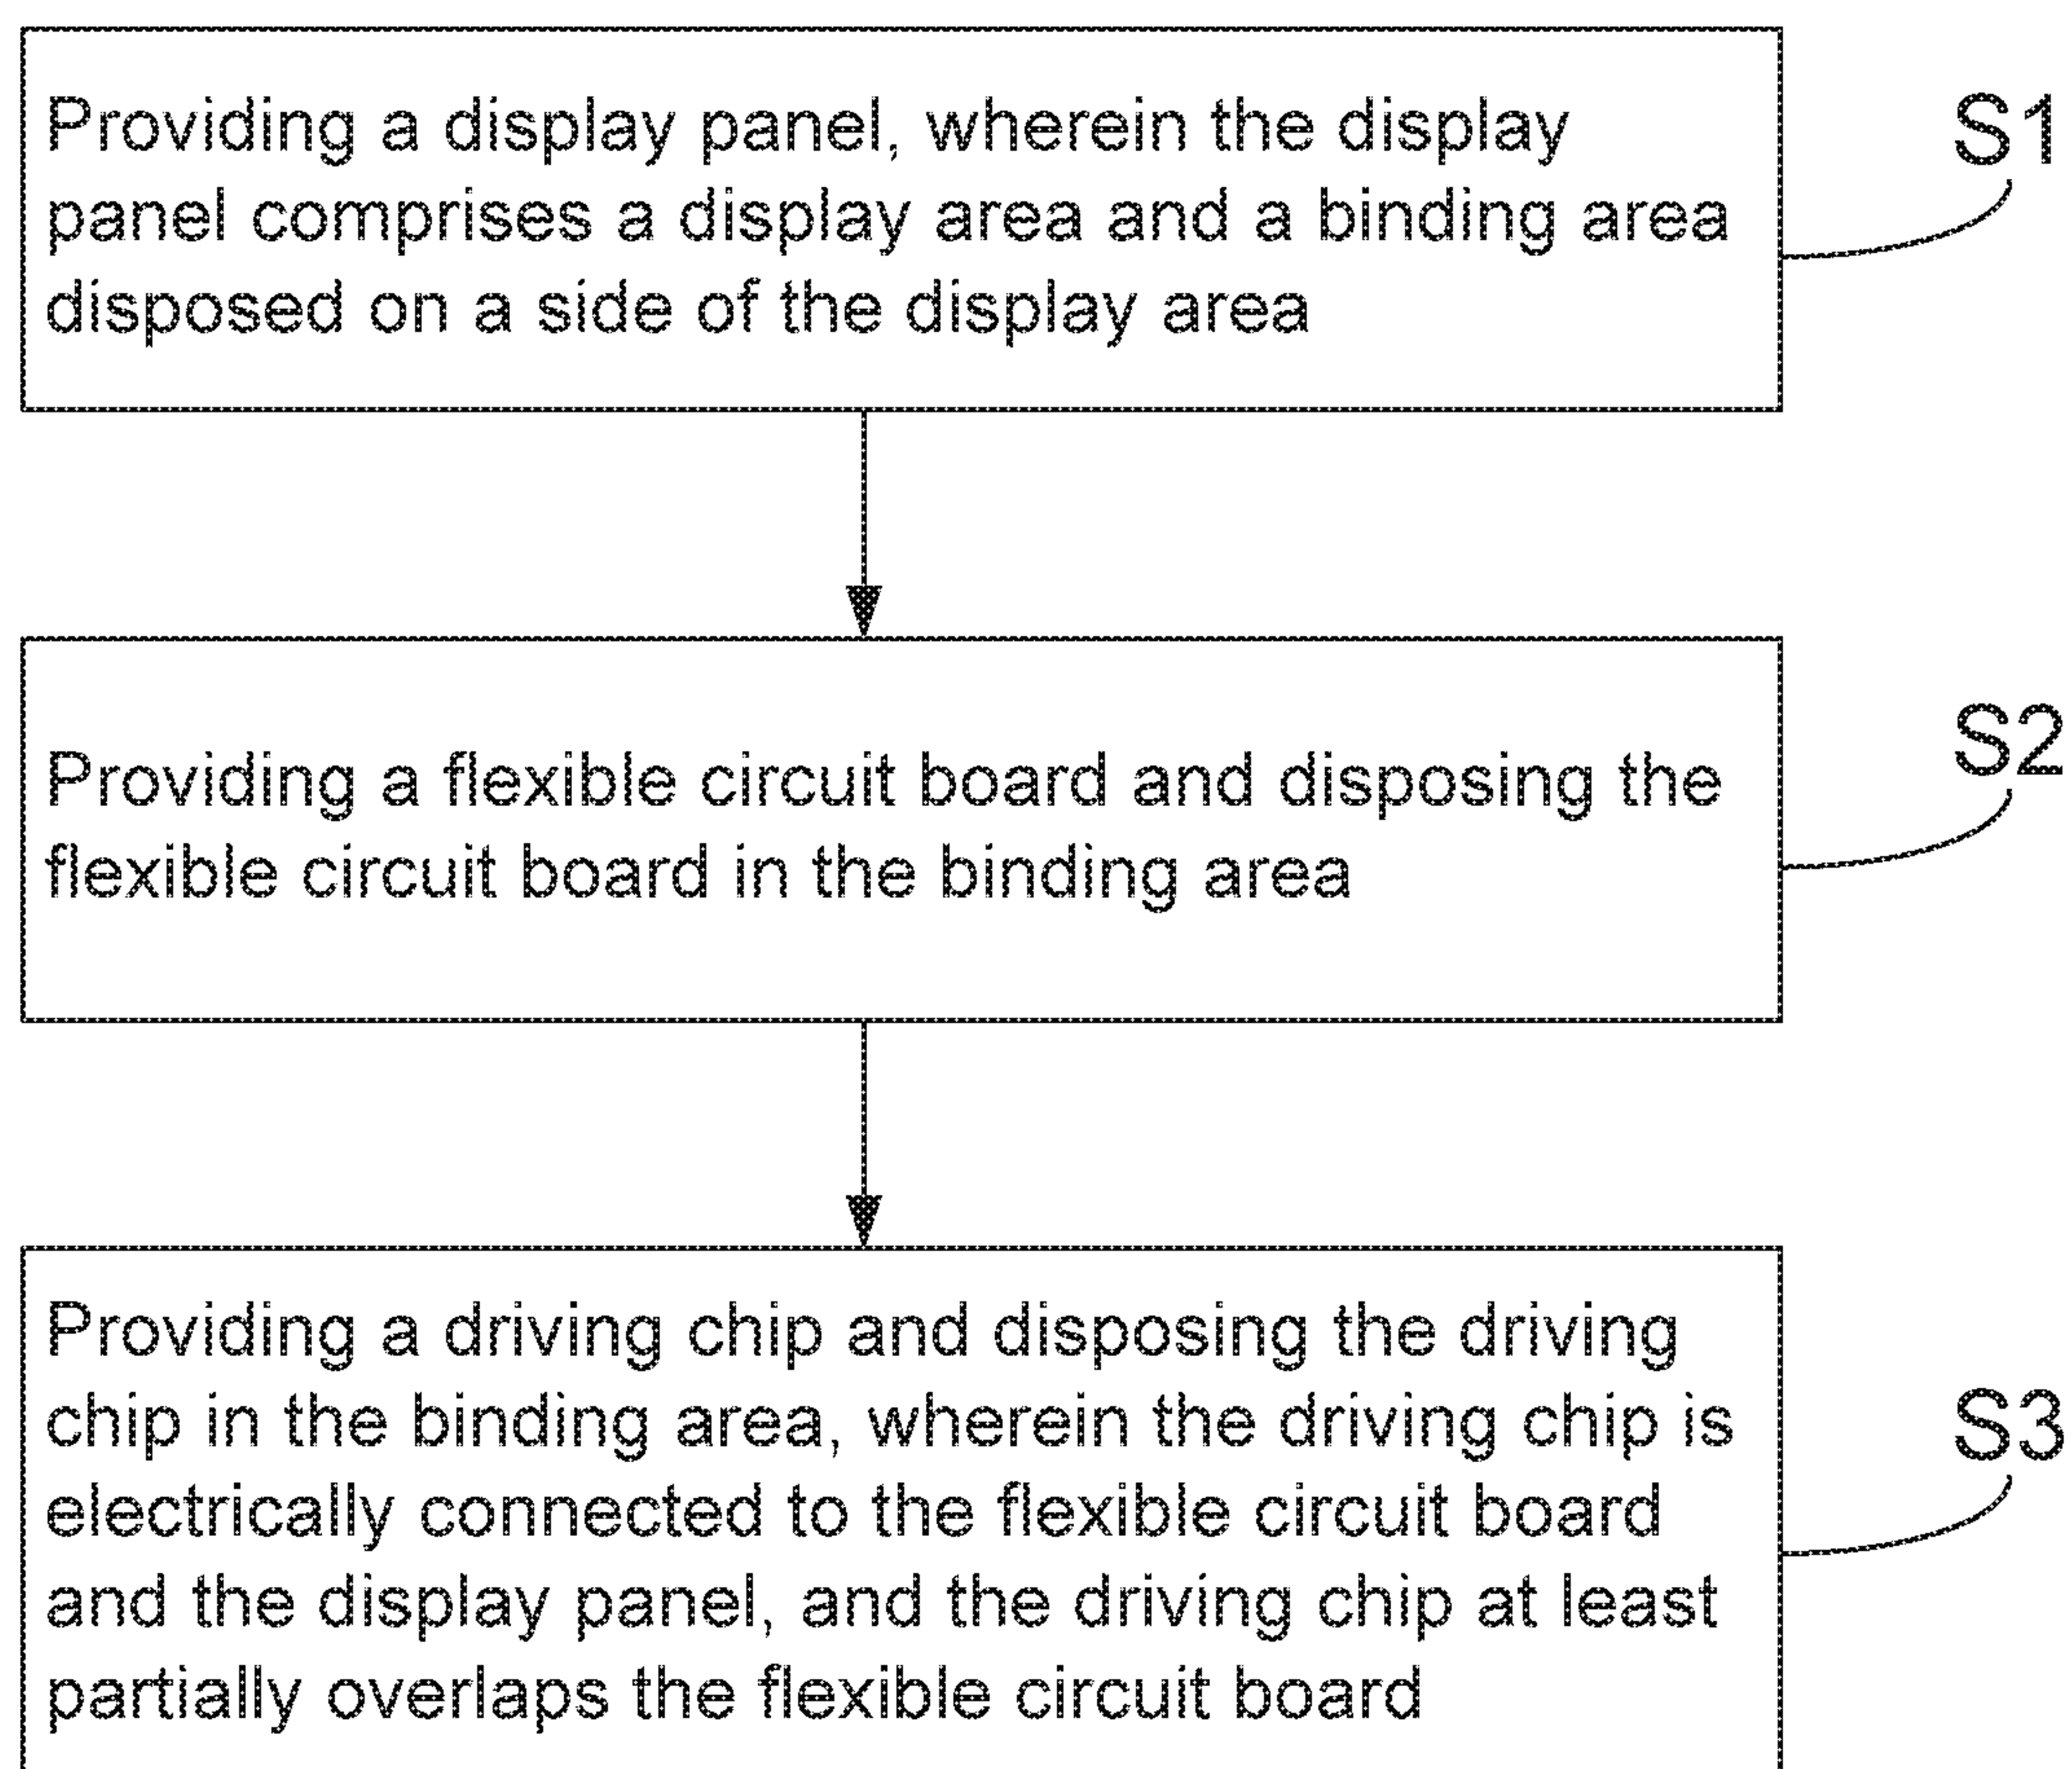 Providing a display panel, wherein the display
panel comprises a display area and a binding area
disposed on a side of the display area
S1
Providing a flexible circuit board and disposing the
flexible circuit board in the binding area
S2
Providing a driving chip and disposing the driving
chip in the binding area, wherein the driving chip is
electrically connected to the flexible circuit board
and the display panel, and the driving chip at least
partially overlaps the flexible circuit board
S3